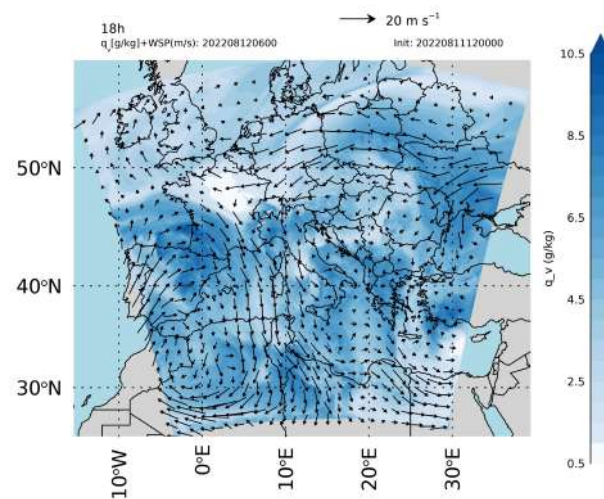 20 m s⁻¹
18h
q_v[g/kg]+WSP(m/s): 202208120600
Init: 20220811120000
10.5
8.5
6.5
4.5
2.5
0.5
q_v (g/kg)
50°N
40°N
30°N
10°W
0°E
10°E
20°E
30°E